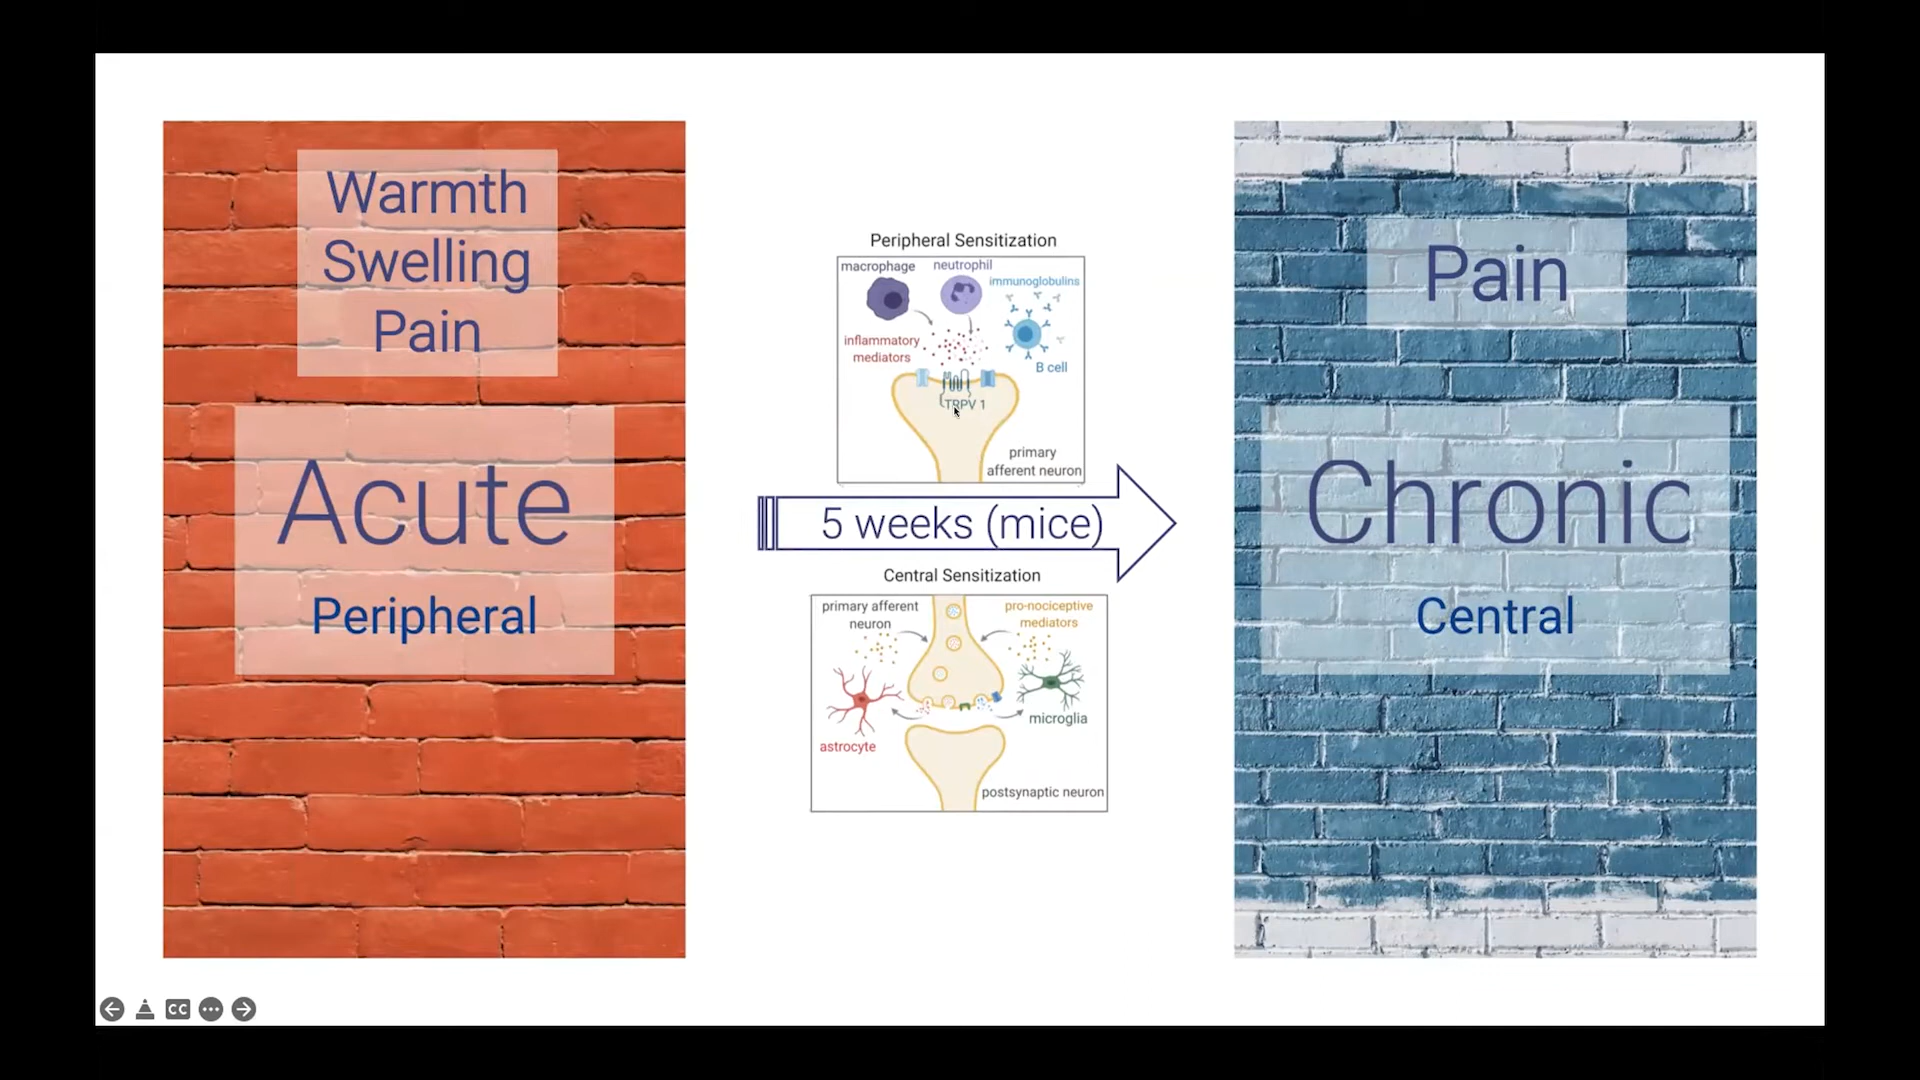 Warmth
Swelling
Pain
Acute
Peripheral
Peripheral Sensitization
macrophage
neutrophil
immunoglobulins
inflammatory
mediators
B cell
TRPV 1
primary
afferent neuron
5 weeks (mice)
Central Sensitization
primary afferent
neuron
pro-nociceptive
mediators
astrocyte
microglia
postsynaptic neuron
Pain
Chronic
Central
CC